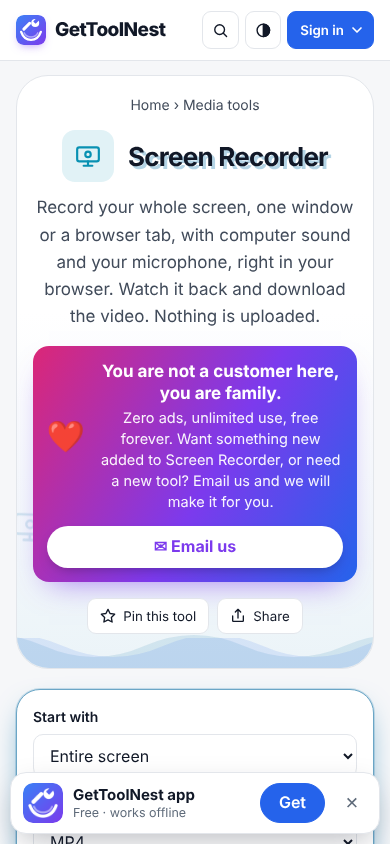 GetToolNest
Sign in
Home › Media tools
Screen Recorder
Record your whole screen, one window
or a browser tab, with computer sound
and your microphone, right in your
browser. Watch it back and download
the video. Nothing is uploaded.
You are not a customer here,
you are family.
Zero ads, unlimited use, free
forever. Want something new
added to Screen Recorder, or need
a new tool? Email us and we will
make it for you.
✉ Email us
Pin this tool
Share
Start with
Entire screen
GetToolNest app
Free · works offline
Get
MP4